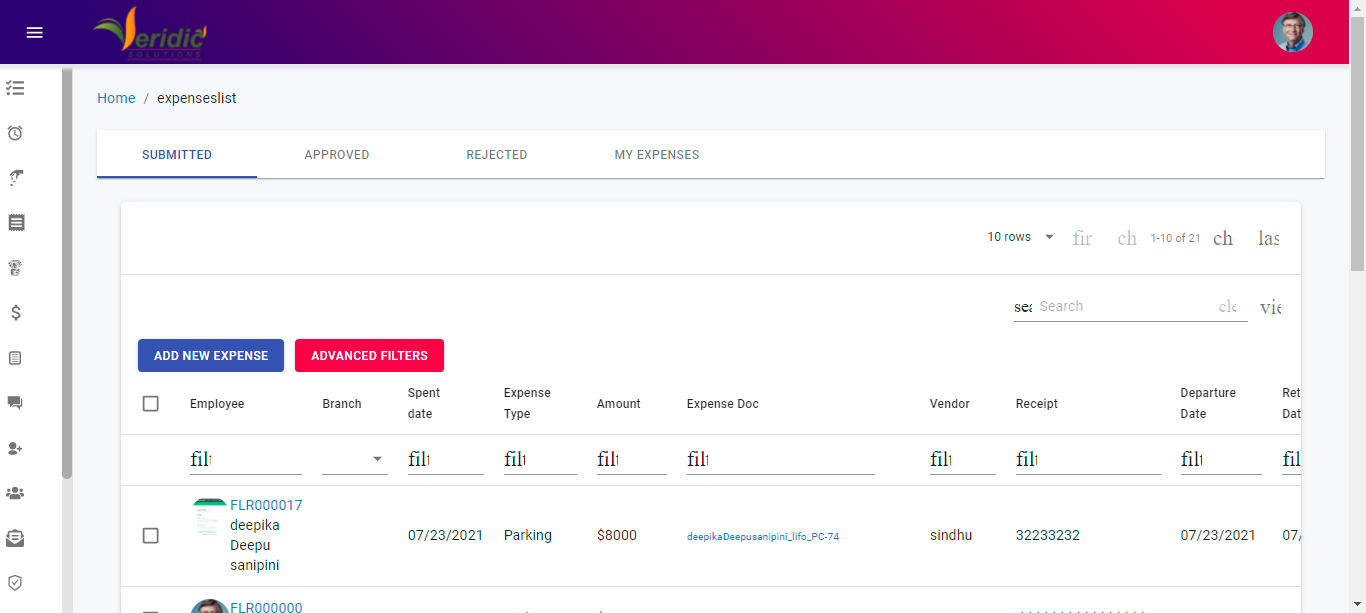 Veridic
SOLUTIONS
Home / expenseslist
SUBMITTED APPROVED REJECTED MY EXPENSES
10 rows fir ch 1-10 of 21 ch las
sea Search cle vie
ADD NEW EXPENSE ADVANCED FILTERS
Employee Branch Spent date Expense Type Amount Expense Doc Vendor Receipt Departure Date Ret Dat
filt filt filt filt filt filt filt filt fil
FLR000017
deepika
Deepu
sanipini
07/23/2021 Parking $8000 deepikaDeepusanipini_lifo_PC-74 sindhu 32233232 07/23/2021 07/
FLR000000